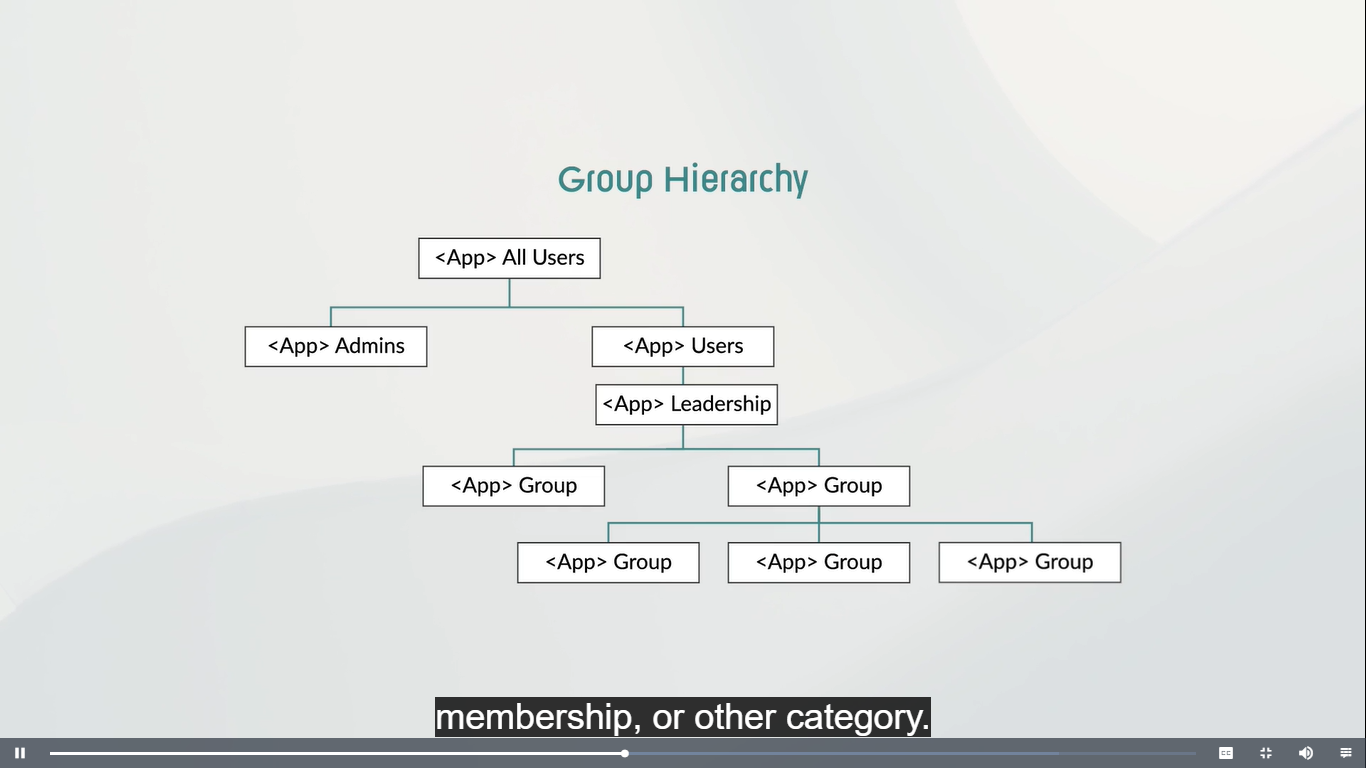 Group Hierarchy
<App> All Users
<App> Admins
<App> Users
<App> Leadership
<App> Group
<App> Group
<App> Group
<App> Group
<App> Group
membership, or other category.
CC